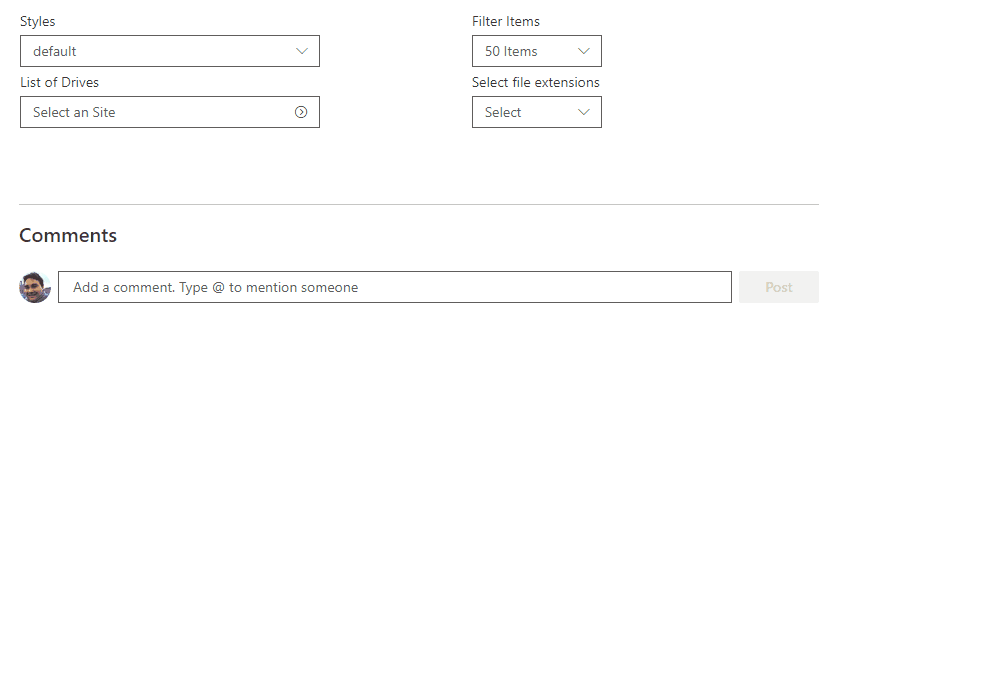 Styles
Filter Items
default
50 Items
List of Drives
Select file extensions
Select an Site
Select
Comments
Add a comment. Type @ to mention someone
Post